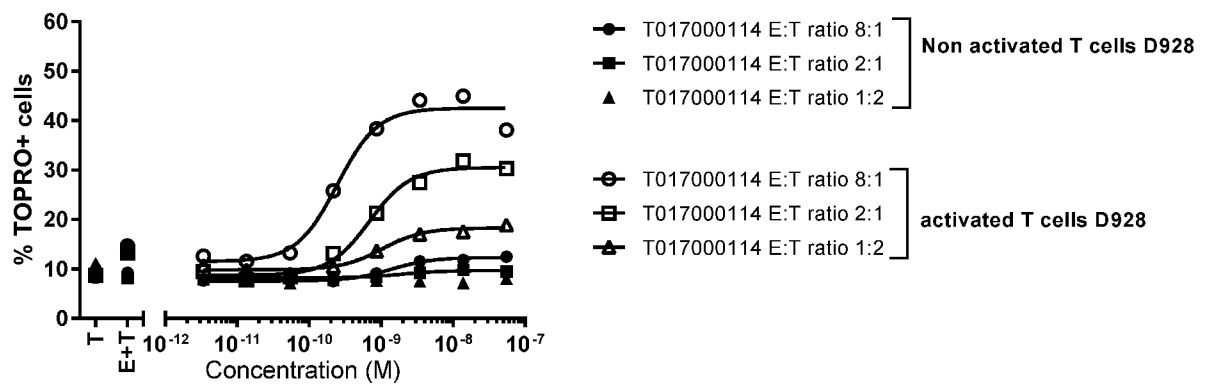 60
50
40
30
20
10
0
% TOPRO+ cells
T
E+T
10-12
10-11
10-10
10-9
10-8
10-7
Concentration (M)
T017000114 E:T ratio 8:1
T017000114 E:T ratio 2:1
T017000114 E:T ratio 1:2
Non activated T cells D928
T017000114 E:T ratio 8:1
T017000114 E:T ratio 2:1
T017000114 E:T ratio 1:2
activated T cells D928